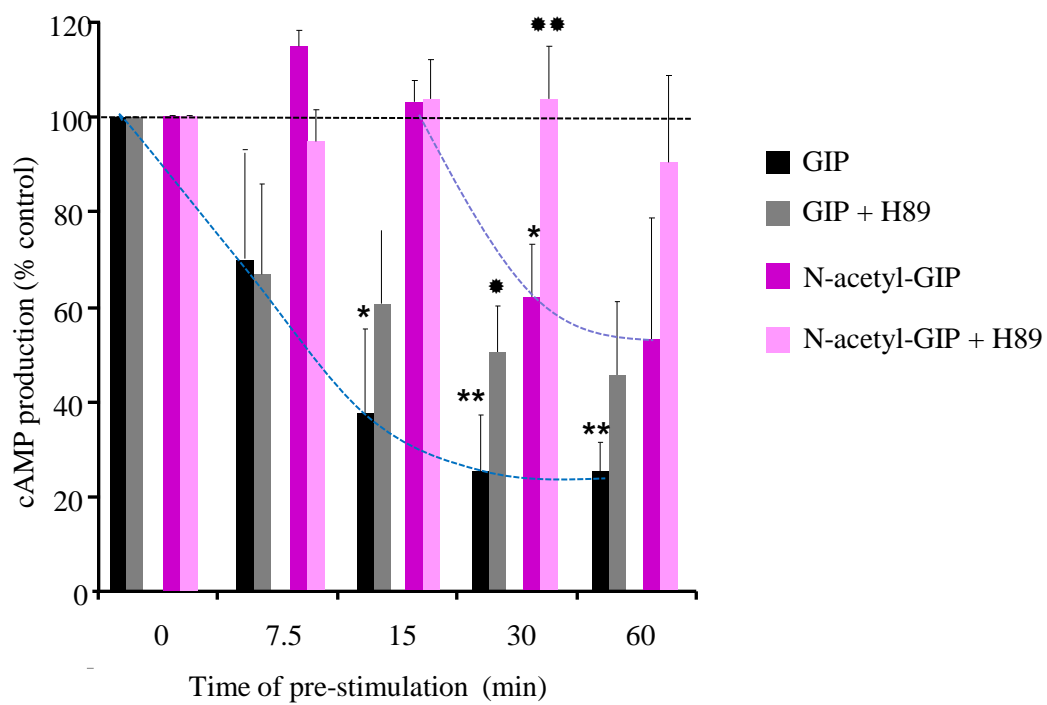 120
100
80
60
40
20
0
cAMP production (% control)
*
**
*
**
0 7.5 15 30 60
Time of pre-stimulation (min)
GIP
GIP + H89
N-acetyl-GIP
N-acetyl-GIP + H89